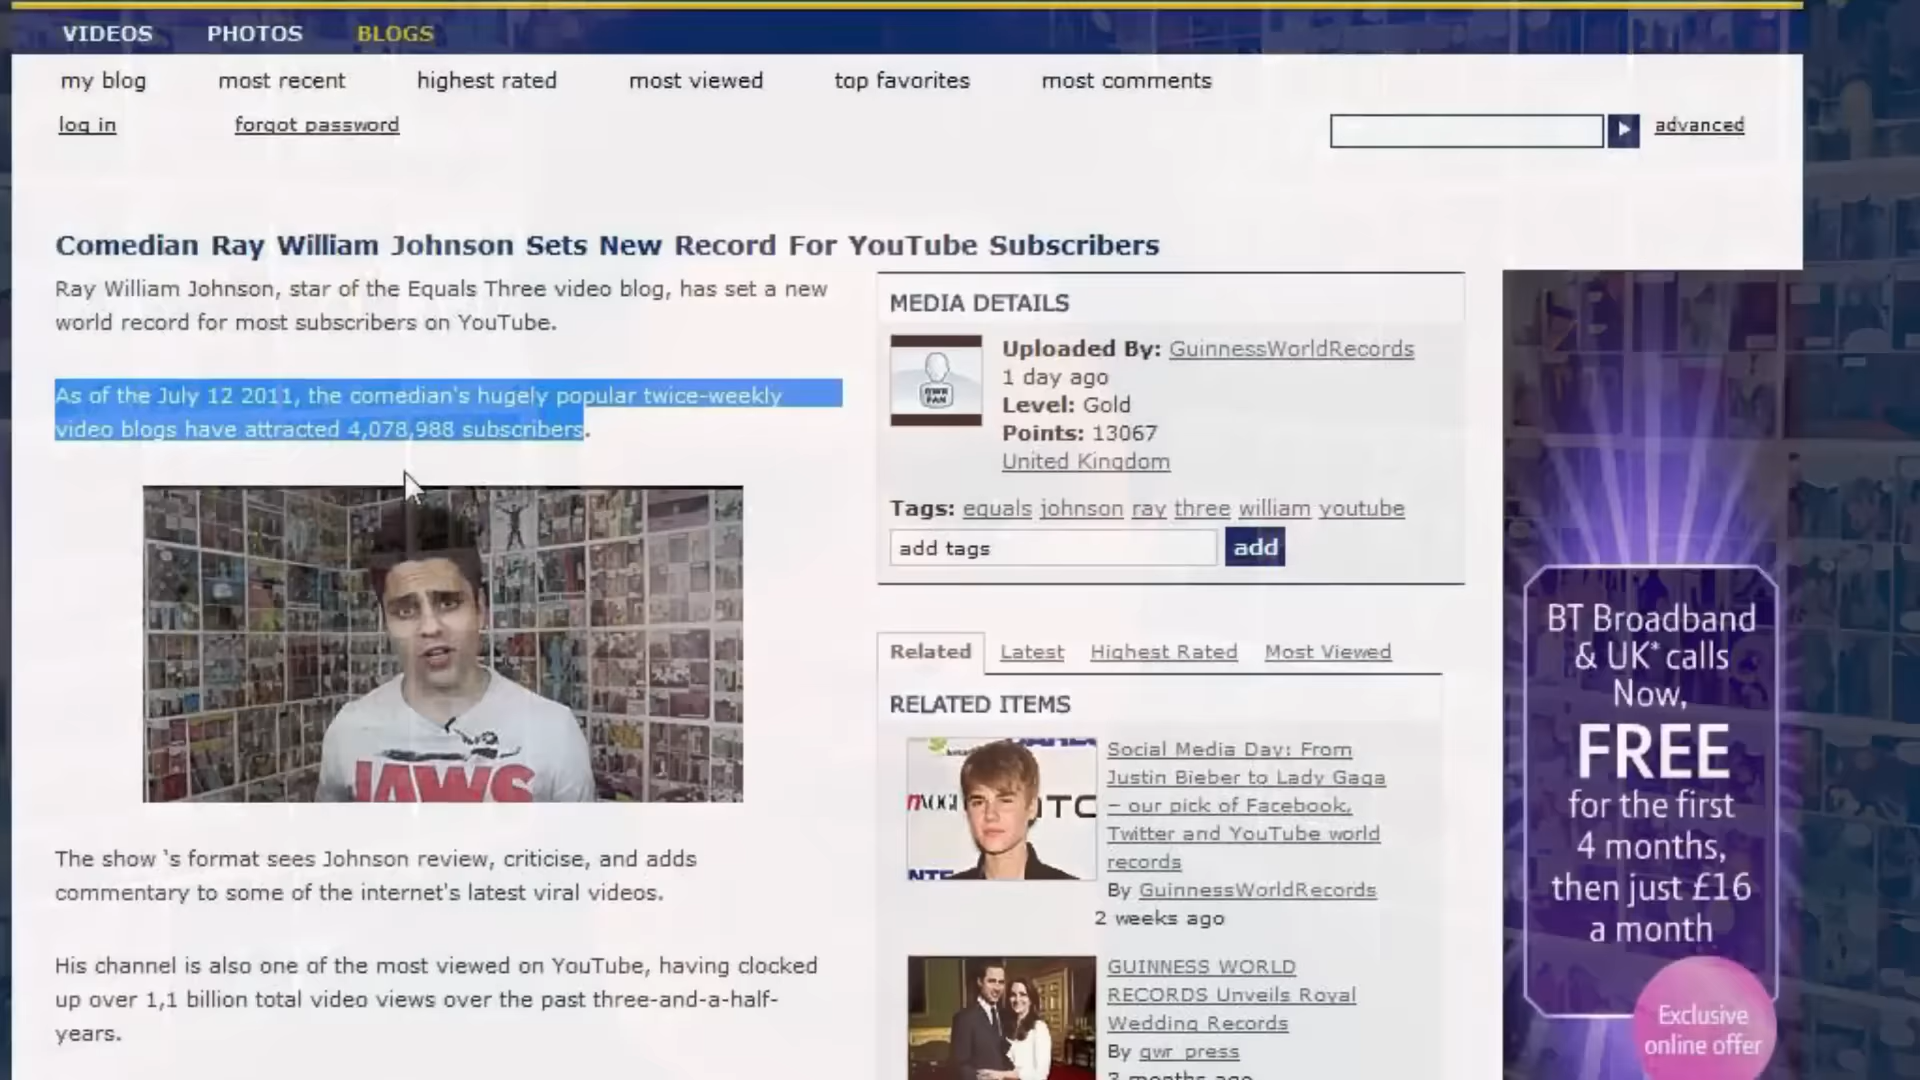 VIDEOS PHOTOS BLOGS
my blog most recent highest rated most viewed top favorites most comments
log in forgot password advanced
Comedian Ray William Johnson Sets New Record For YouTube Subscribers
Ray William Johnson, star of the Equals Three video blog, has set a new
world record for most subscribers on YouTube.
As of the July 12 2011, the comedian's hugely popular twice-weekly
video blogs have attracted 4,078,988 subscribers.
JAWS
The show 's format sees Johnson review, criticise, and adds
commentary to some of the internet's latest viral videos.
His channel is also one of the most viewed on YouTube, having clocked
up over 1,1 billion total video views over the past three-and-a-half-
years.
MEDIA DETAILS
Uploaded By: GuinnessWorldRecords
1 day ago
Level: Gold
Points: 13067
United Kingdom
GWR
FAN
Tags: equals johnson ray three william youtube
add tags add
Related Latest Highest Rated Most Viewed
RELATED ITEMS
Social Media Day: From
Justin Bieber to Lady Gaga
– our pick of Facebook,
Twitter and YouTube world
records
By GuinnessWorldRecords
2 weeks ago
GUINNESS WORLD
RECORDS Unveils Royal
Wedding Records
By gwr_press
3 months ago
BT Broadband
& UK* calls
Now,
FREE
for the first
4 months,
then just £16
a month
Exclusive
online offer